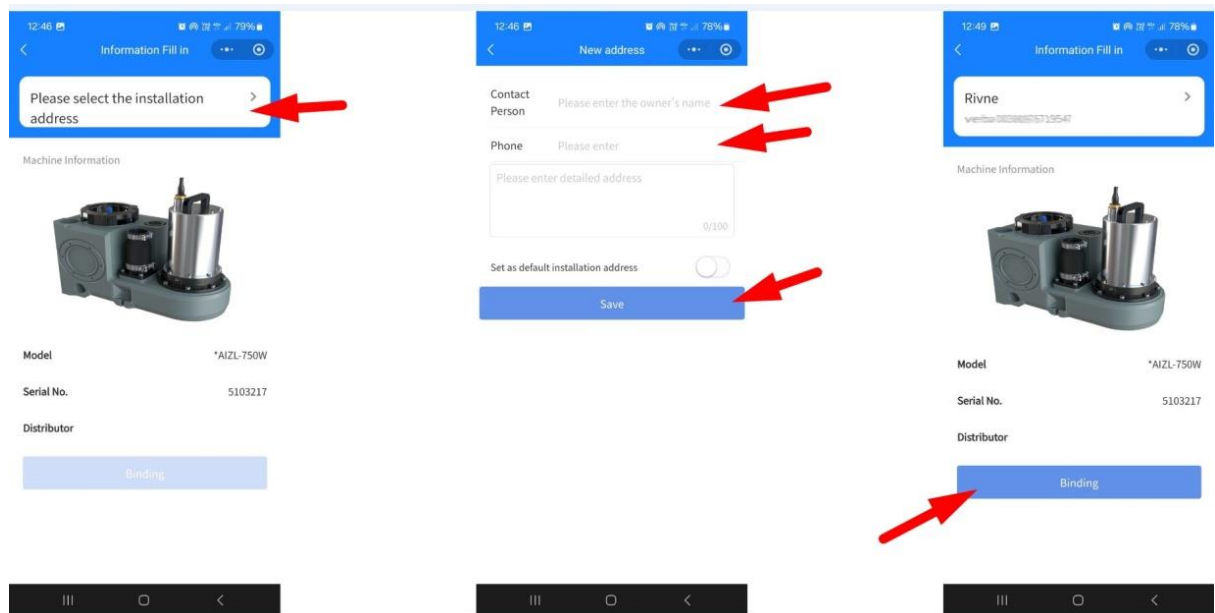 12:46
79%
Information Fill in
Please select the installation
address
Machine Information
Model *AIZL-750W
Serial No. 5103217
Distributor
Binding
12:46
78%
New address
Contact
Person
Please enter the owner's name
Phone Please enter
Please enter detailed address
0/100
Set as default installation address
Save
12:49
78%
Information Fill in
Rivne
Machine Information
Model *AIZL-750W
Serial No. 5103217
Distributor
Binding